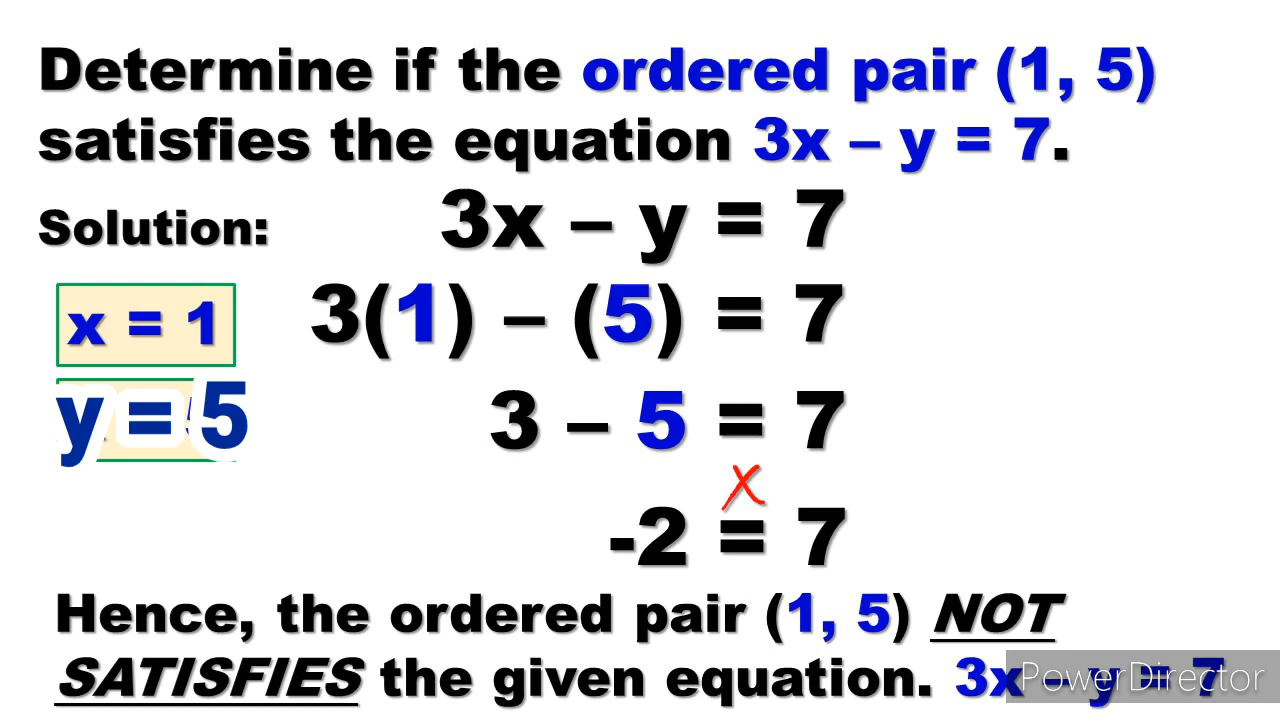 Determine if the ordered pair (1, 5)
satisfies the equation 3x – y = 7.
Solution:
3x – y = 7
x = 1
3(1) – (5) = 7
y = 5
3 – 5 = 7
x
-2 = 7
Hence, the ordered pair (1, 5) NOT
SATISFIES the given equation. 3x – y = 7
PowerDirector